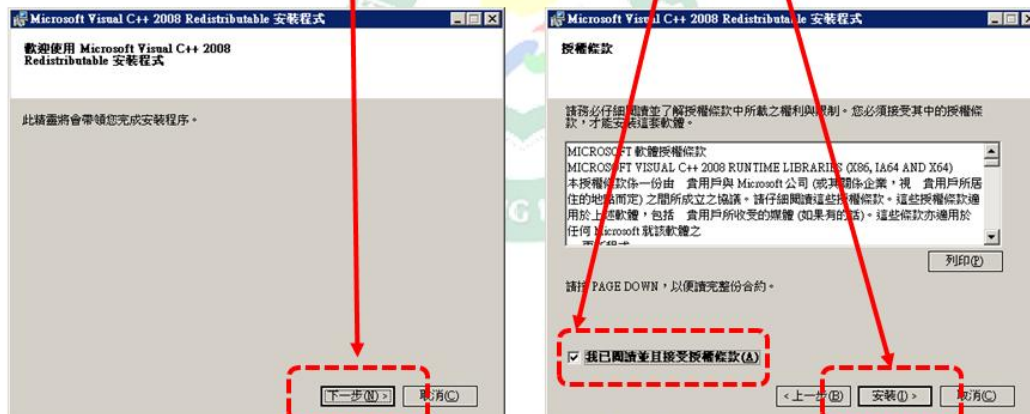 Microsoft Visual C++ 2008 Redistributable 安裝程式
歡迎使用 Microsoft Visual C++ 2008
Redistributable 安裝程式
此精靈將會帶領您完成安裝程序。
下一步(N) >
取消(C)
Microsoft Visual C++ 2008 Redistributable 安裝程式
授權條款
請務必仔細閱讀並了解授權條款中所載之權利與限制。您必須接受其中的授權條
款，才能安裝這套軟體。
MICROSOFT 軟體授權條款
MICROSOFT VISUAL C++ 2008 RUNTIME LIBRARIES (X86, IA64 AND X64)
本授權條款係一份由　貴用戶與 Microsoft 公司 (或其關係企業，視　貴用戶所居
住的地點而定) 之間所成立之協議。請仔細閱讀這些授權條款。這些授權條款適
用於上述軟體，包括　貴用戶所收受的媒體 (如果有的話)。這些條款亦適用於
任何 Microsoft 就該軟體之
列印(P)
請按 PAGE DOWN，以便讀完整份合約。
我已閱讀並且接受授權條款(A)
< 上一步(B)
安裝(I) >
取消(C)